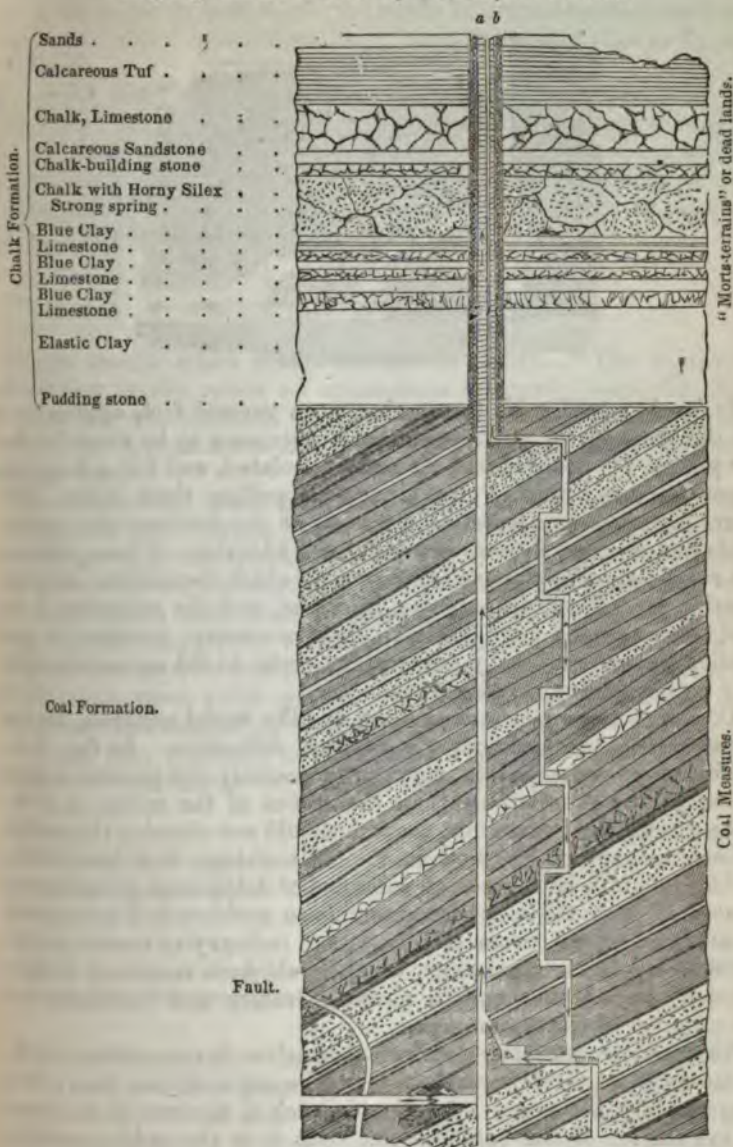 a b
Sands
Calcareous Tuf
Chalk, Limestone
Calcareous Sandstone
Chalk-building stone
Chalk with Horny Silex
Strong spring
Blue Clay
Limestone
Blue Clay
Limestone
Blue Clay
Limestone
Elastic Clay
Pudding stone
Chalk Formation.
"Morts-terrains" or dead lands.
Coal Formation.
Coal Measures.
Fault.